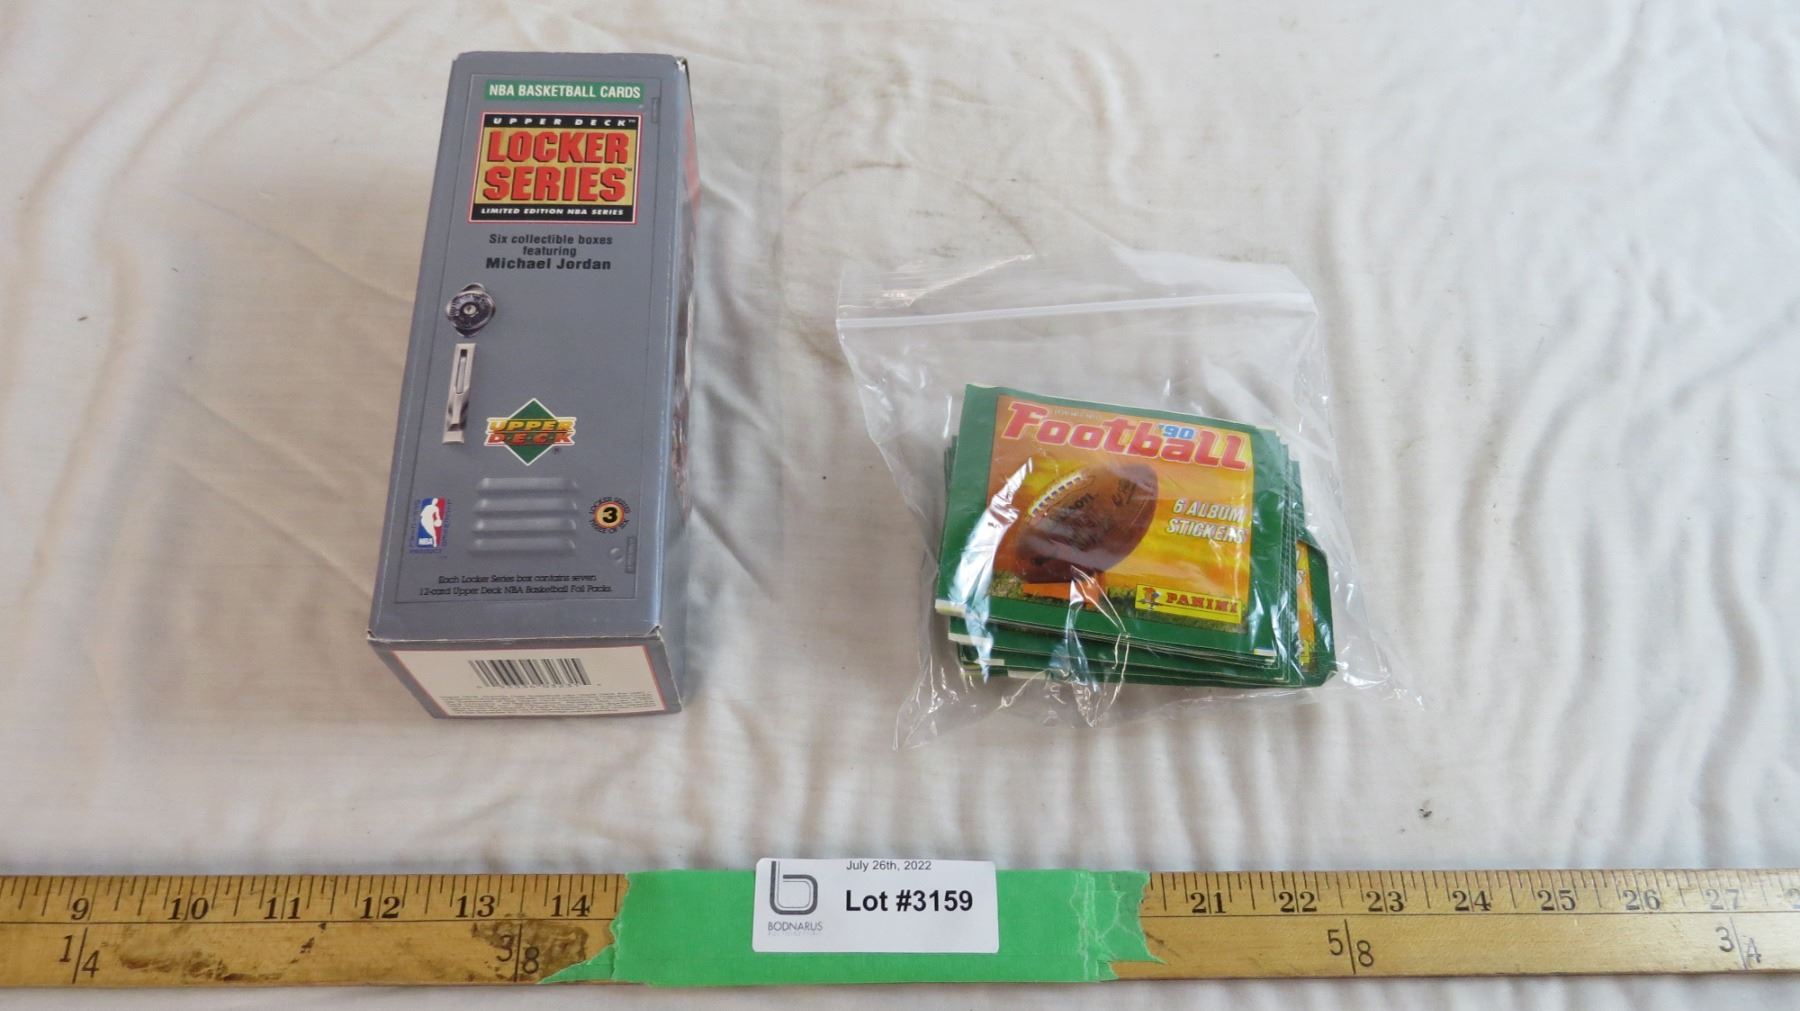 NBA BASKETBALL CARDS
UPPER DECK™
LOCKER
SERIES™
LIMITED EDITION NBA SERIES
Six collectible boxes
featuring
Michael Jordan
UPPER
D·E·C·K
®
3
NBA
Each Locker Series box contains seven
12-card Upper Deck NBA Basketball Foil Packs.
Football
'90
6 ALBUM
STICKERS
PANINI
July 26th, 2022
Lot #3159
BODNARUS
9 10 11 12 13 14 21 22 23 24 25 26 27
1/4 3/8 5/8 3/4